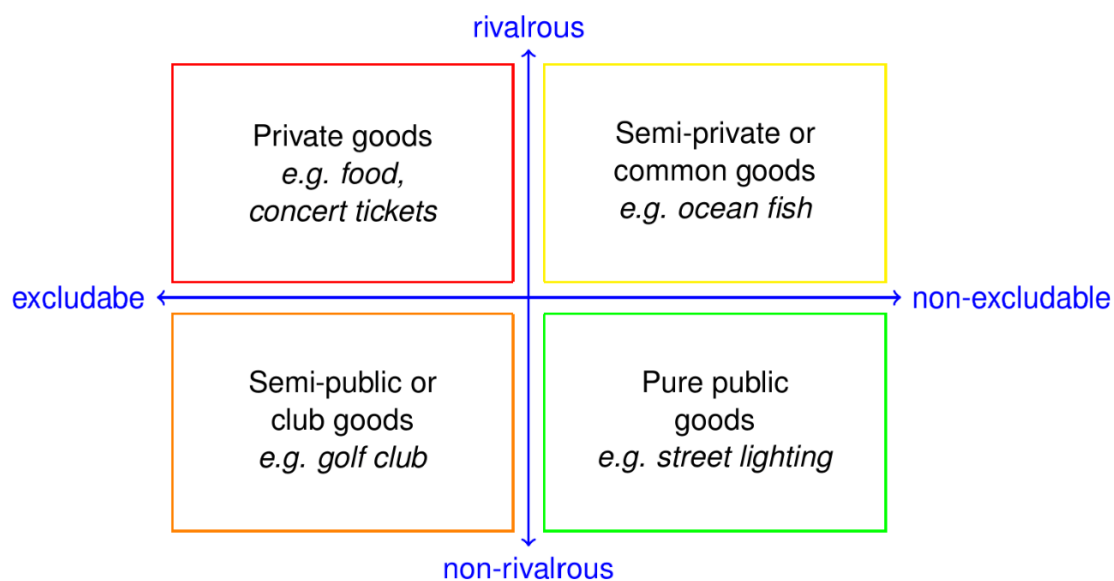 rivalrous
Private goods
e.g. food,
concert tickets
Semi-private or
common goods
e.g. ocean fish
excludabe
non-excludable
Semi-public or
club goods
e.g. golf club
Pure public
goods
e.g. street lighting
non-rivalrous